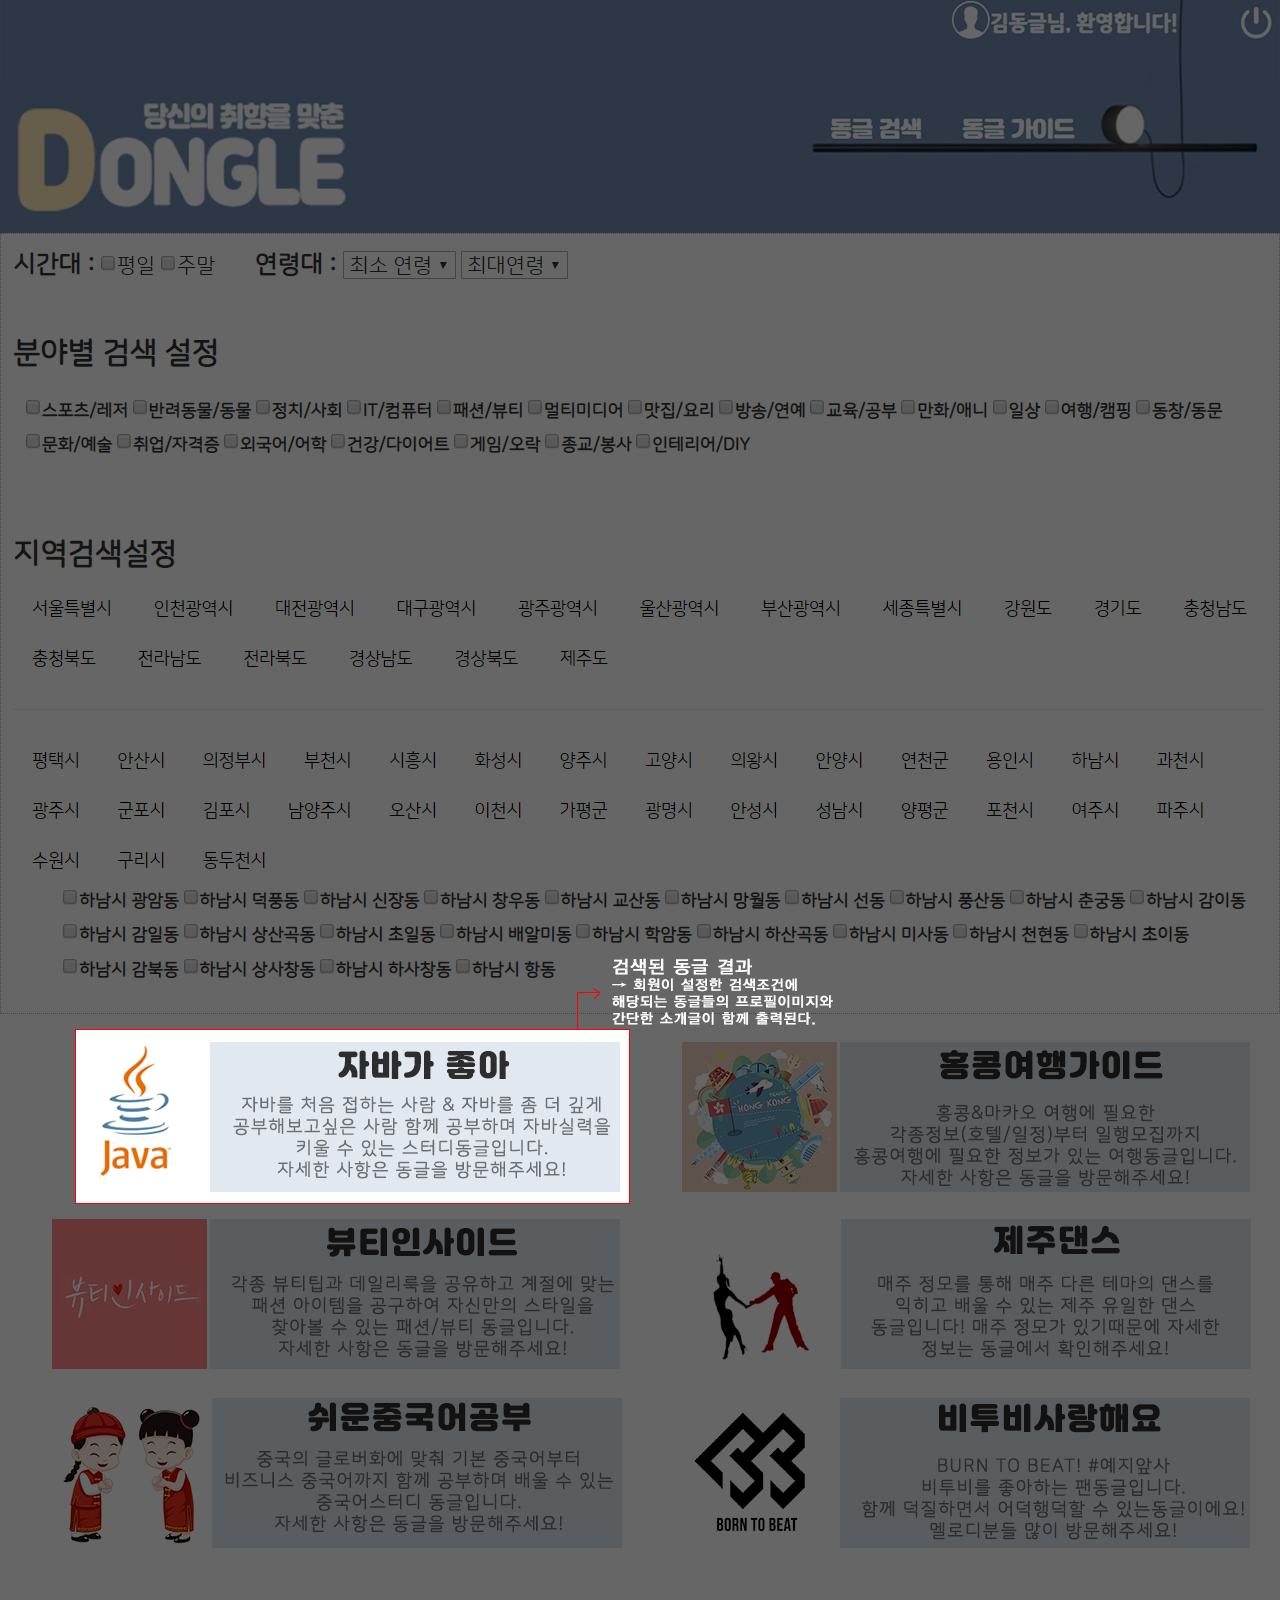 김동글님, 환영합니다!
당신의 취향을 맞춘
DONGLE
동글 검색 동글 가이드
시간대 : 평일 주말 연령대 : 최소 연령 ▼ 최대연령 ▼
분야별 검색 설정
스포츠/레저 반려동물/동물 정치/사회 IT/컴퓨터 패션/뷰티 멀티미디어 맛집/요리 방송/연예 교육/공부 만화/애니 일상 여행/캠핑 동창/동문
문화/예술 취업/자격증 외국어/어학 건강/다이어트 게임/오락 종교/봉사 인테리어/DIY
지역검색설정
서울특별시 인천광역시 대전광역시 대구광역시 광주광역시 울산광역시 부산광역시 세종특별시 강원도 경기도 충청남도
충청북도 전라남도 전라북도 경상남도 경상북도 제주도
평택시 안산시 의정부시 부천시 시흥시 화성시 양주시 고양시 의왕시 안양시 연천군 용인시 하남시 과천시
광주시 군포시 김포시 남양주시 오산시 이천시 가평군 광명시 안성시 성남시 양평군 포천시 여주시 파주시
수원시 구리시 동두천시
하남시 광암동 하남시 덕풍동 하남시 신장동 하남시 창우동 하남시 교산동 하남시 망월동 하남시 선동 하남시 풍산동 하남시 춘궁동 하남시 감이동
하남시 감일동 하남시 상산곡동 하남시 초일동 하남시 배알미동 하남시 학암동 하남시 하산곡동 하남시 미사동 하남시 천현동 하남시 초이동
하남시 감북동 하남시 상사창동 하남시 하사창동 하남시 항동
검색된 동글 결과
→ 회원이 설정한 검색조건에
해당되는 동글들의 프로필이미지와
간단한 소개글이 함께 출력된다.
Java
자바가 좋아
자바를 처음 접하는 사람 & 자바를 좀 더 깊게
공부해보고싶은 사람 함께 공부하며 자바실력을
키울 수 있는 스터디동글입니다.
자세한 사항은 동글을 방문해주세요!
TRAVEL
HONG KONG
홍콩여행가이드
홍콩&마카오 여행에 필요한
각종정보(호텔/일정)부터 일행모집까지
홍콩여행에 필요한 정보가 있는 여행동글입니다.
자세한 사항은 동글을 방문해주세요!
뷰티인사이드
뷰티인사이드
각종 뷰티팁과 데일리룩을 공유하고 계절에 맞는
패션 아이템을 공구하여 자신만의 스타일을
찾아볼 수 있는 패션/뷰티 동글입니다.
자세한 사항은 동글을 방문해주세요!
제주댄스
매주 정모를 통해 매주 다른 테마의 댄스를
익히고 배울 수 있는 제주 유일한 댄스
동글입니다! 매주 정모가 있기때문에 자세한
정보는 동글에서 확인해주세요!
쉬운중국어공부
중국의 글로버화에 맞춰 기본 중국어부터
비즈니스 중국어까지 함께 공부하며 배울 수 있는
중국어스터디 동글입니다.
자세한 사항은 동글을 방문해주세요!
BORN TO BEAT
비투비사랑해요
BURN TO BEAT! #예지앞사
비투비를 좋아하는 팬동글입니다.
함께 덕질하면서 어덕행덕할 수 있는동글이에요!
멜로디분들 많이 방문해주세요!